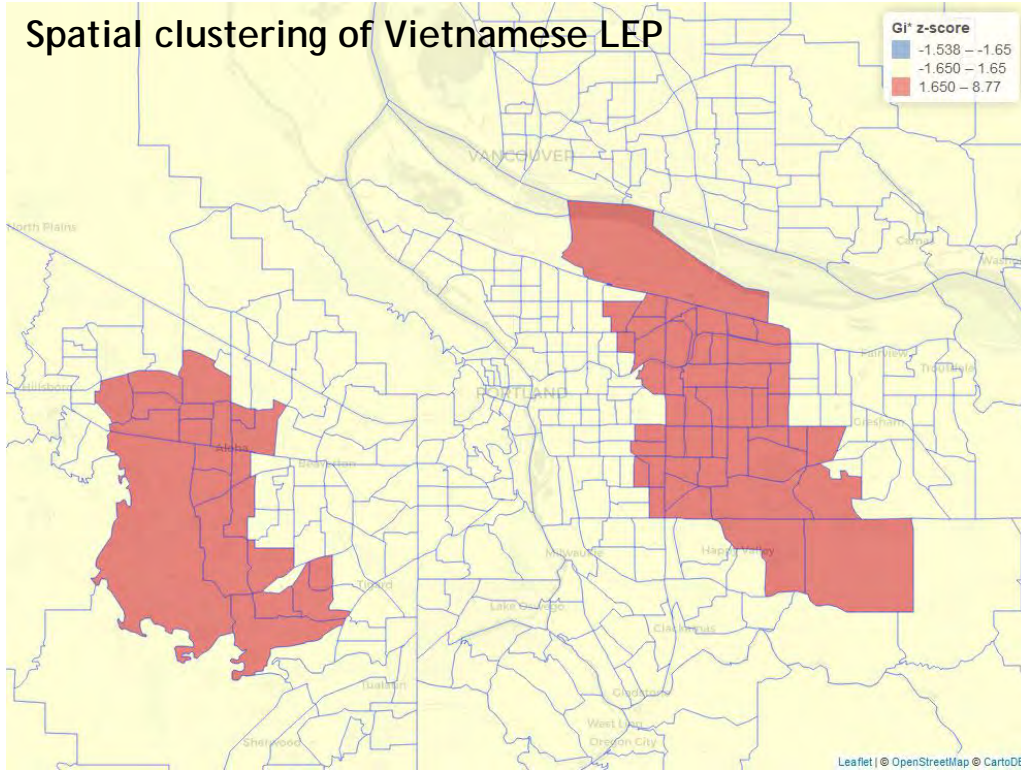 Spatial clustering of Vietnamese LEP
Gi* z-score
-1.538 – -1.65
-1.650 – 1.65
1.650 – 8.77
VANCOUVER
North Plains
Camas
Fairview
Troutdale
Hillsboro
PORTLAND
Gresham
Aloha
Beaverton
Milwaukie
Happy Valley
Tigard
Lake Oswego
Clackamas
Tualatin
Gladstone
West Linn
Sherwood
Oregon City
Leaflet | © OpenStreetMap © CartoDB